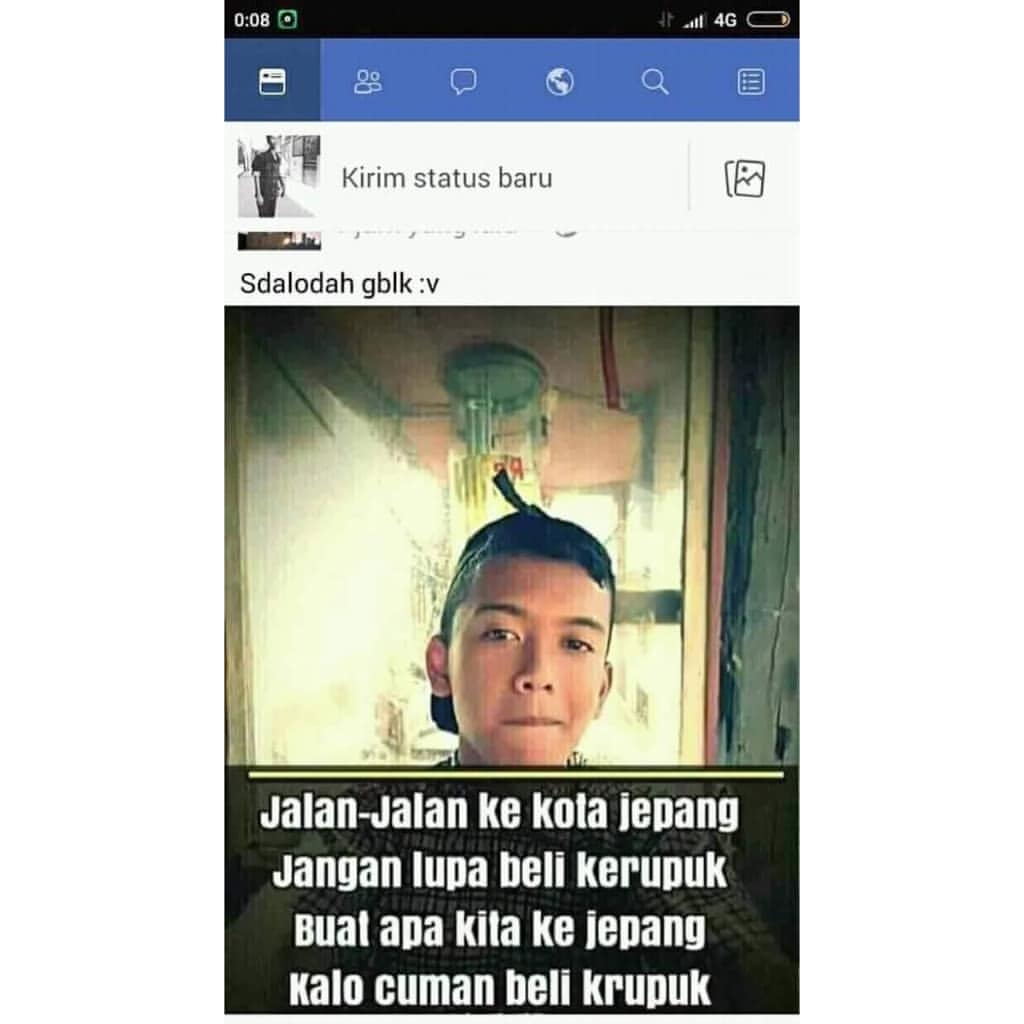 0:08
4G
Kirim status baru
Sdalodah gblk :v
Jalan-Jalan ke kota jepang
Jangan lupa beli kerupuk
Buat apa kita ke jepang
Kalo cuman beli krupuk